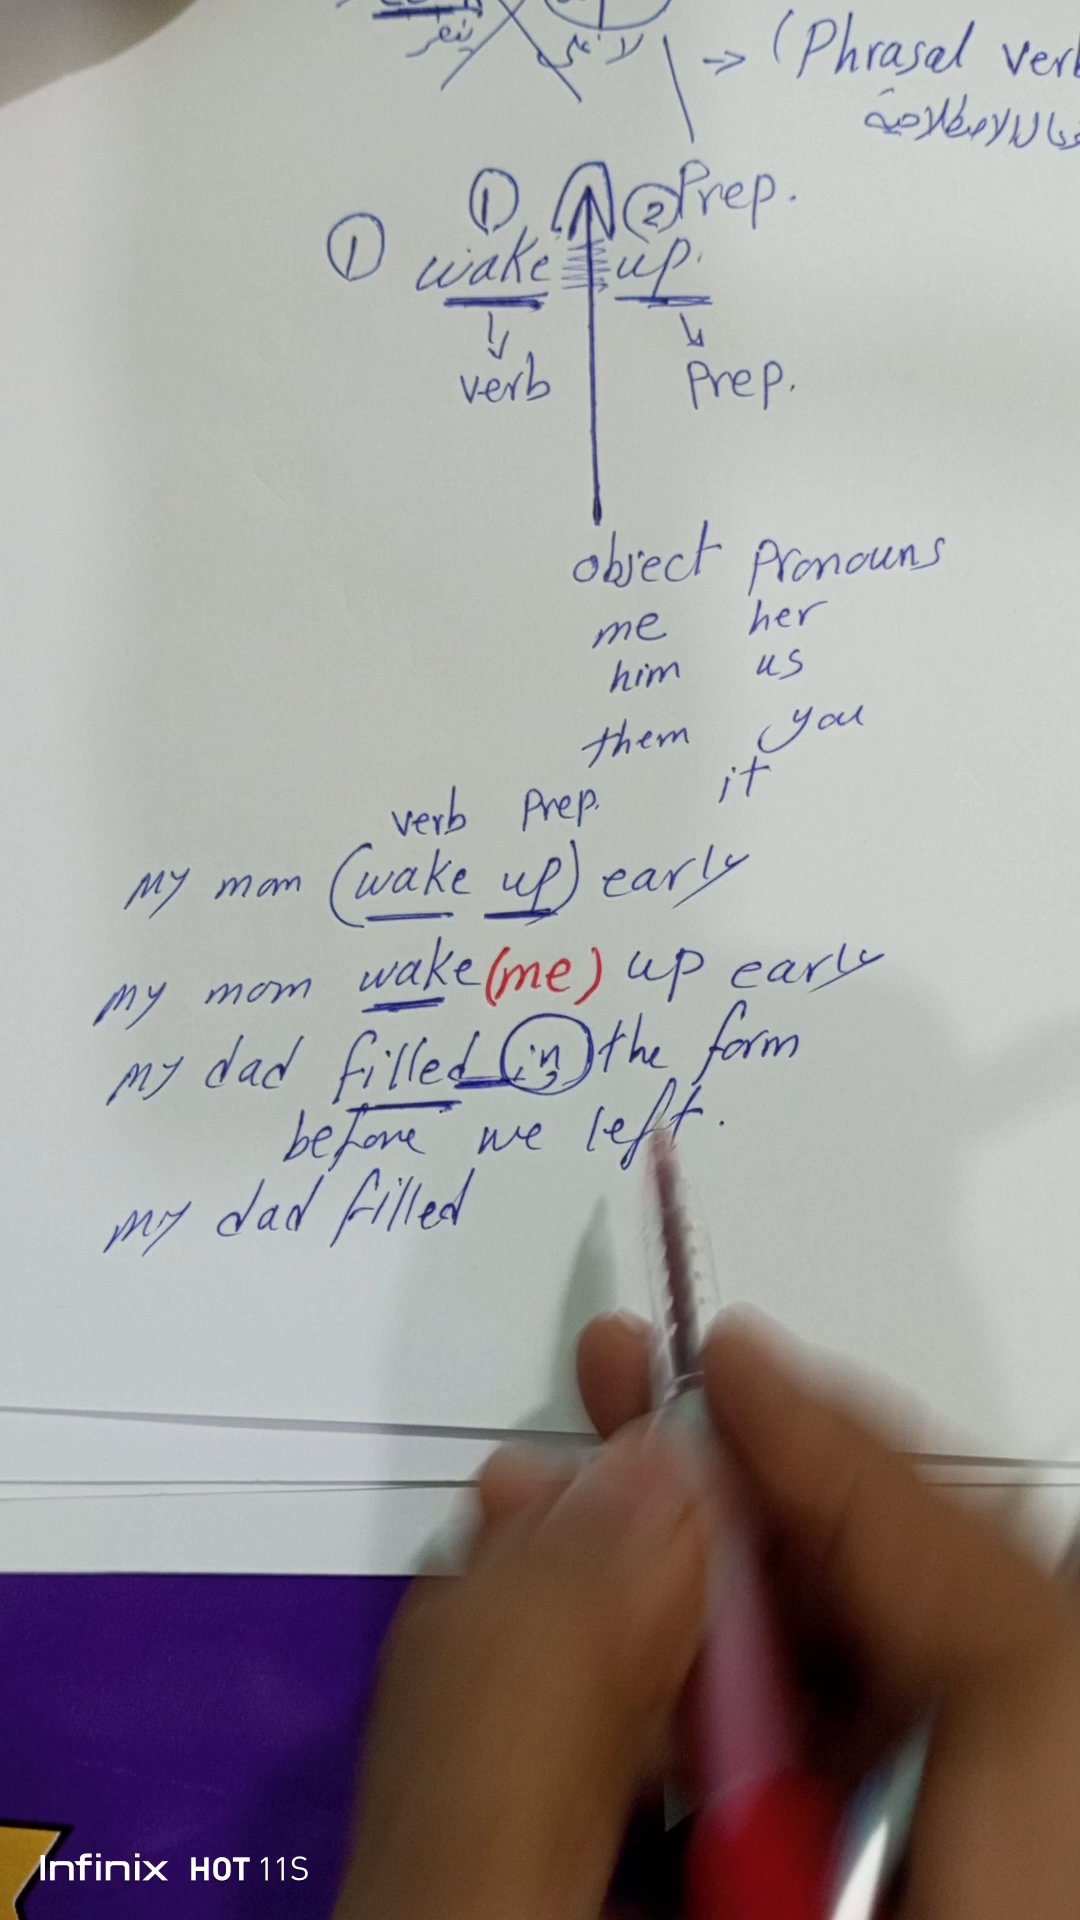 ينتظر
→ (Phrasal verb
① ② Prep.
① wake up.
verb Prep.
object Pronouns
me her
him us
them you
it
verb Prep.
my mom (wake up) early
my mom wake (me) up early
my dad filled in the form
before we left.
my dad filled
Infinix HOT 11S